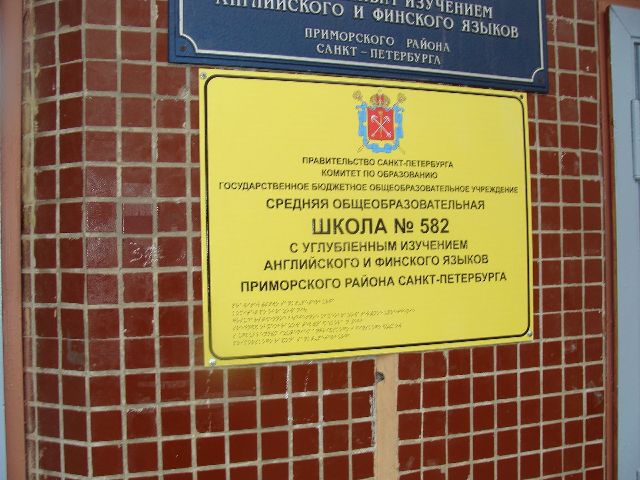 ИЗУЧЕНИЕМ
АНГЛИЙСКОГО И ФИНСКОГО ЯЗЫКОВ
ПРИМОРСКОГО РАЙОНА
САНКТ-ПЕТЕРБУРГА
ПРАВИТЕЛЬСТВО САНКТ-ПЕТЕРБУРГА
КОМИТЕТ ПО ОБРАЗОВАНИЮ
ГОСУДАРСТВЕННОЕ БЮДЖЕТНОЕ ОБЩЕОБРАЗОВАТЕЛЬНОЕ УЧРЕЖДЕНИЕ
СРЕДНЯЯ ОБЩЕОБРАЗОВАТЕЛЬНАЯ
ШКОЛА № 582
С УГЛУБЛЕННЫМ ИЗУЧЕНИЕМ
АНГЛИЙСКОГО И ФИНСКОГО ЯЗЫКОВ
ПРИМОРСКОГО РАЙОНА САНКТ-ПЕТЕРБУРГА